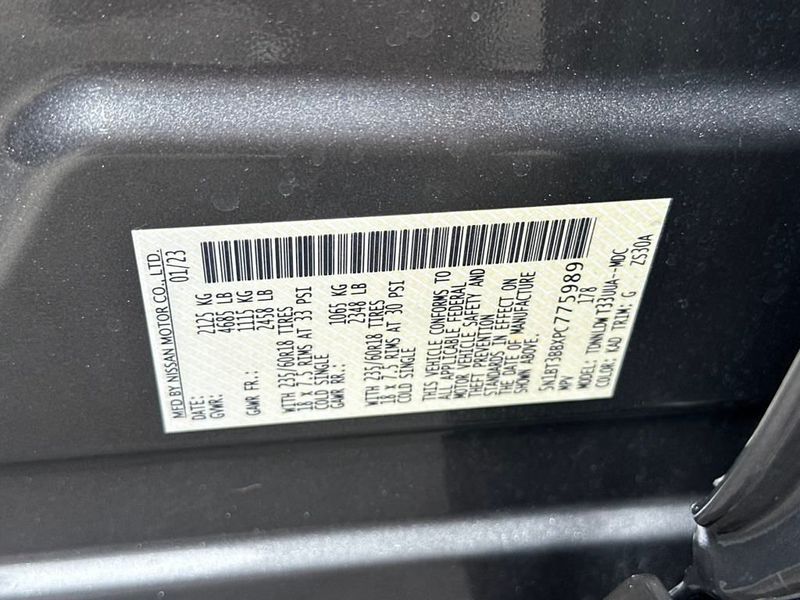 MFD BY NISSAN MOTOR CO., LTD.
DATE: 01/23
GVWR: 2125 KG
4685 LB
GAWR FR.: 1115 KG
2458 LB
WITH 235/60R18 TIRES
18 X 7.5 RIMS AT 33 PSI
COLD SINGLE
GAWR RR.: 1065 KG
2348 LB
WITH 235/60R18 TIRES
18 X 7.5 RIMS AT 30 PSI
COLD SINGLE
THIS VEHICLE CONFORMS TO
ALL APPLICABLE FEDERAL
MOTOR VEHICLE SAFETY AND
THEFT PREVENTION
STANDARDS IN EFFECT ON
THE DATE OF MANUFACTURE
SHOWN ABOVE.
5N1BT3BBXPC775989
MPV 178
MODEL: TDNNLDWT33UUA--MDC
COLOR: KAD TRIM: G ZS30A